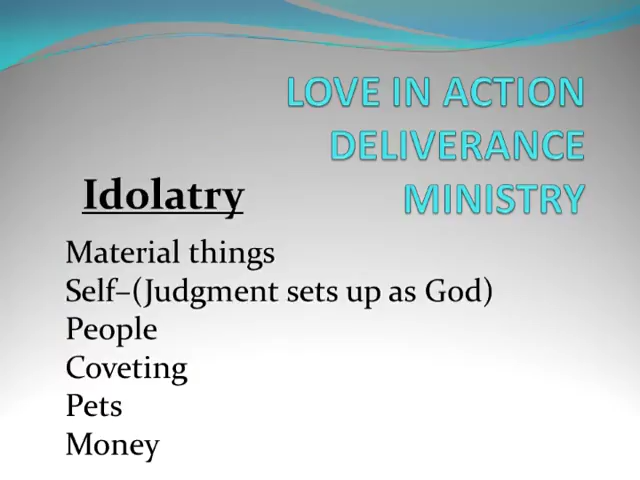 LOVE IN ACTION
DELIVERANCE
MINISTRY
Idolatry
Material things
Self–(Judgment sets up as God)
People
Coveting
Pets
Money